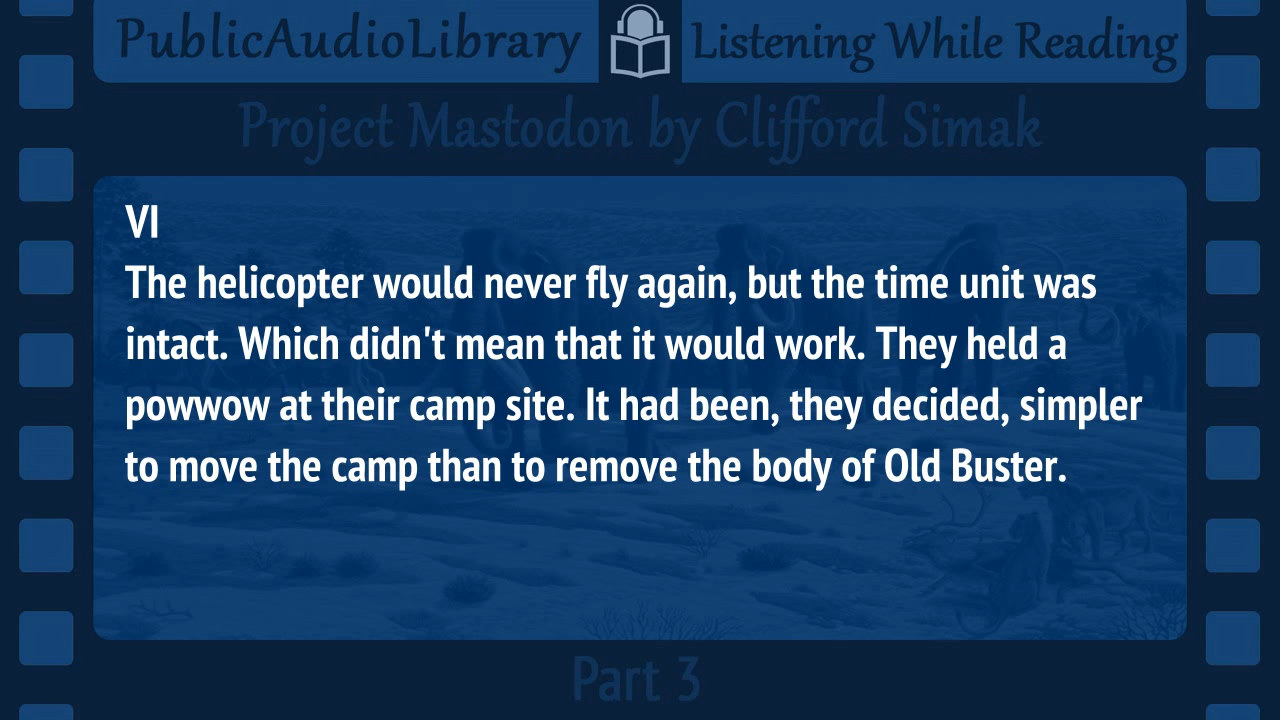 PublicAudioLibrary Listening While Reading
Project Mastodon by Clifford Simak
VI
The helicopter would never fly again, but the time unit was
intact. Which didn't mean that it would work. They held a
powwow at their camp site. It had been, they decided, simpler
to move the camp than to remove the body of Old Buster.
Part 3